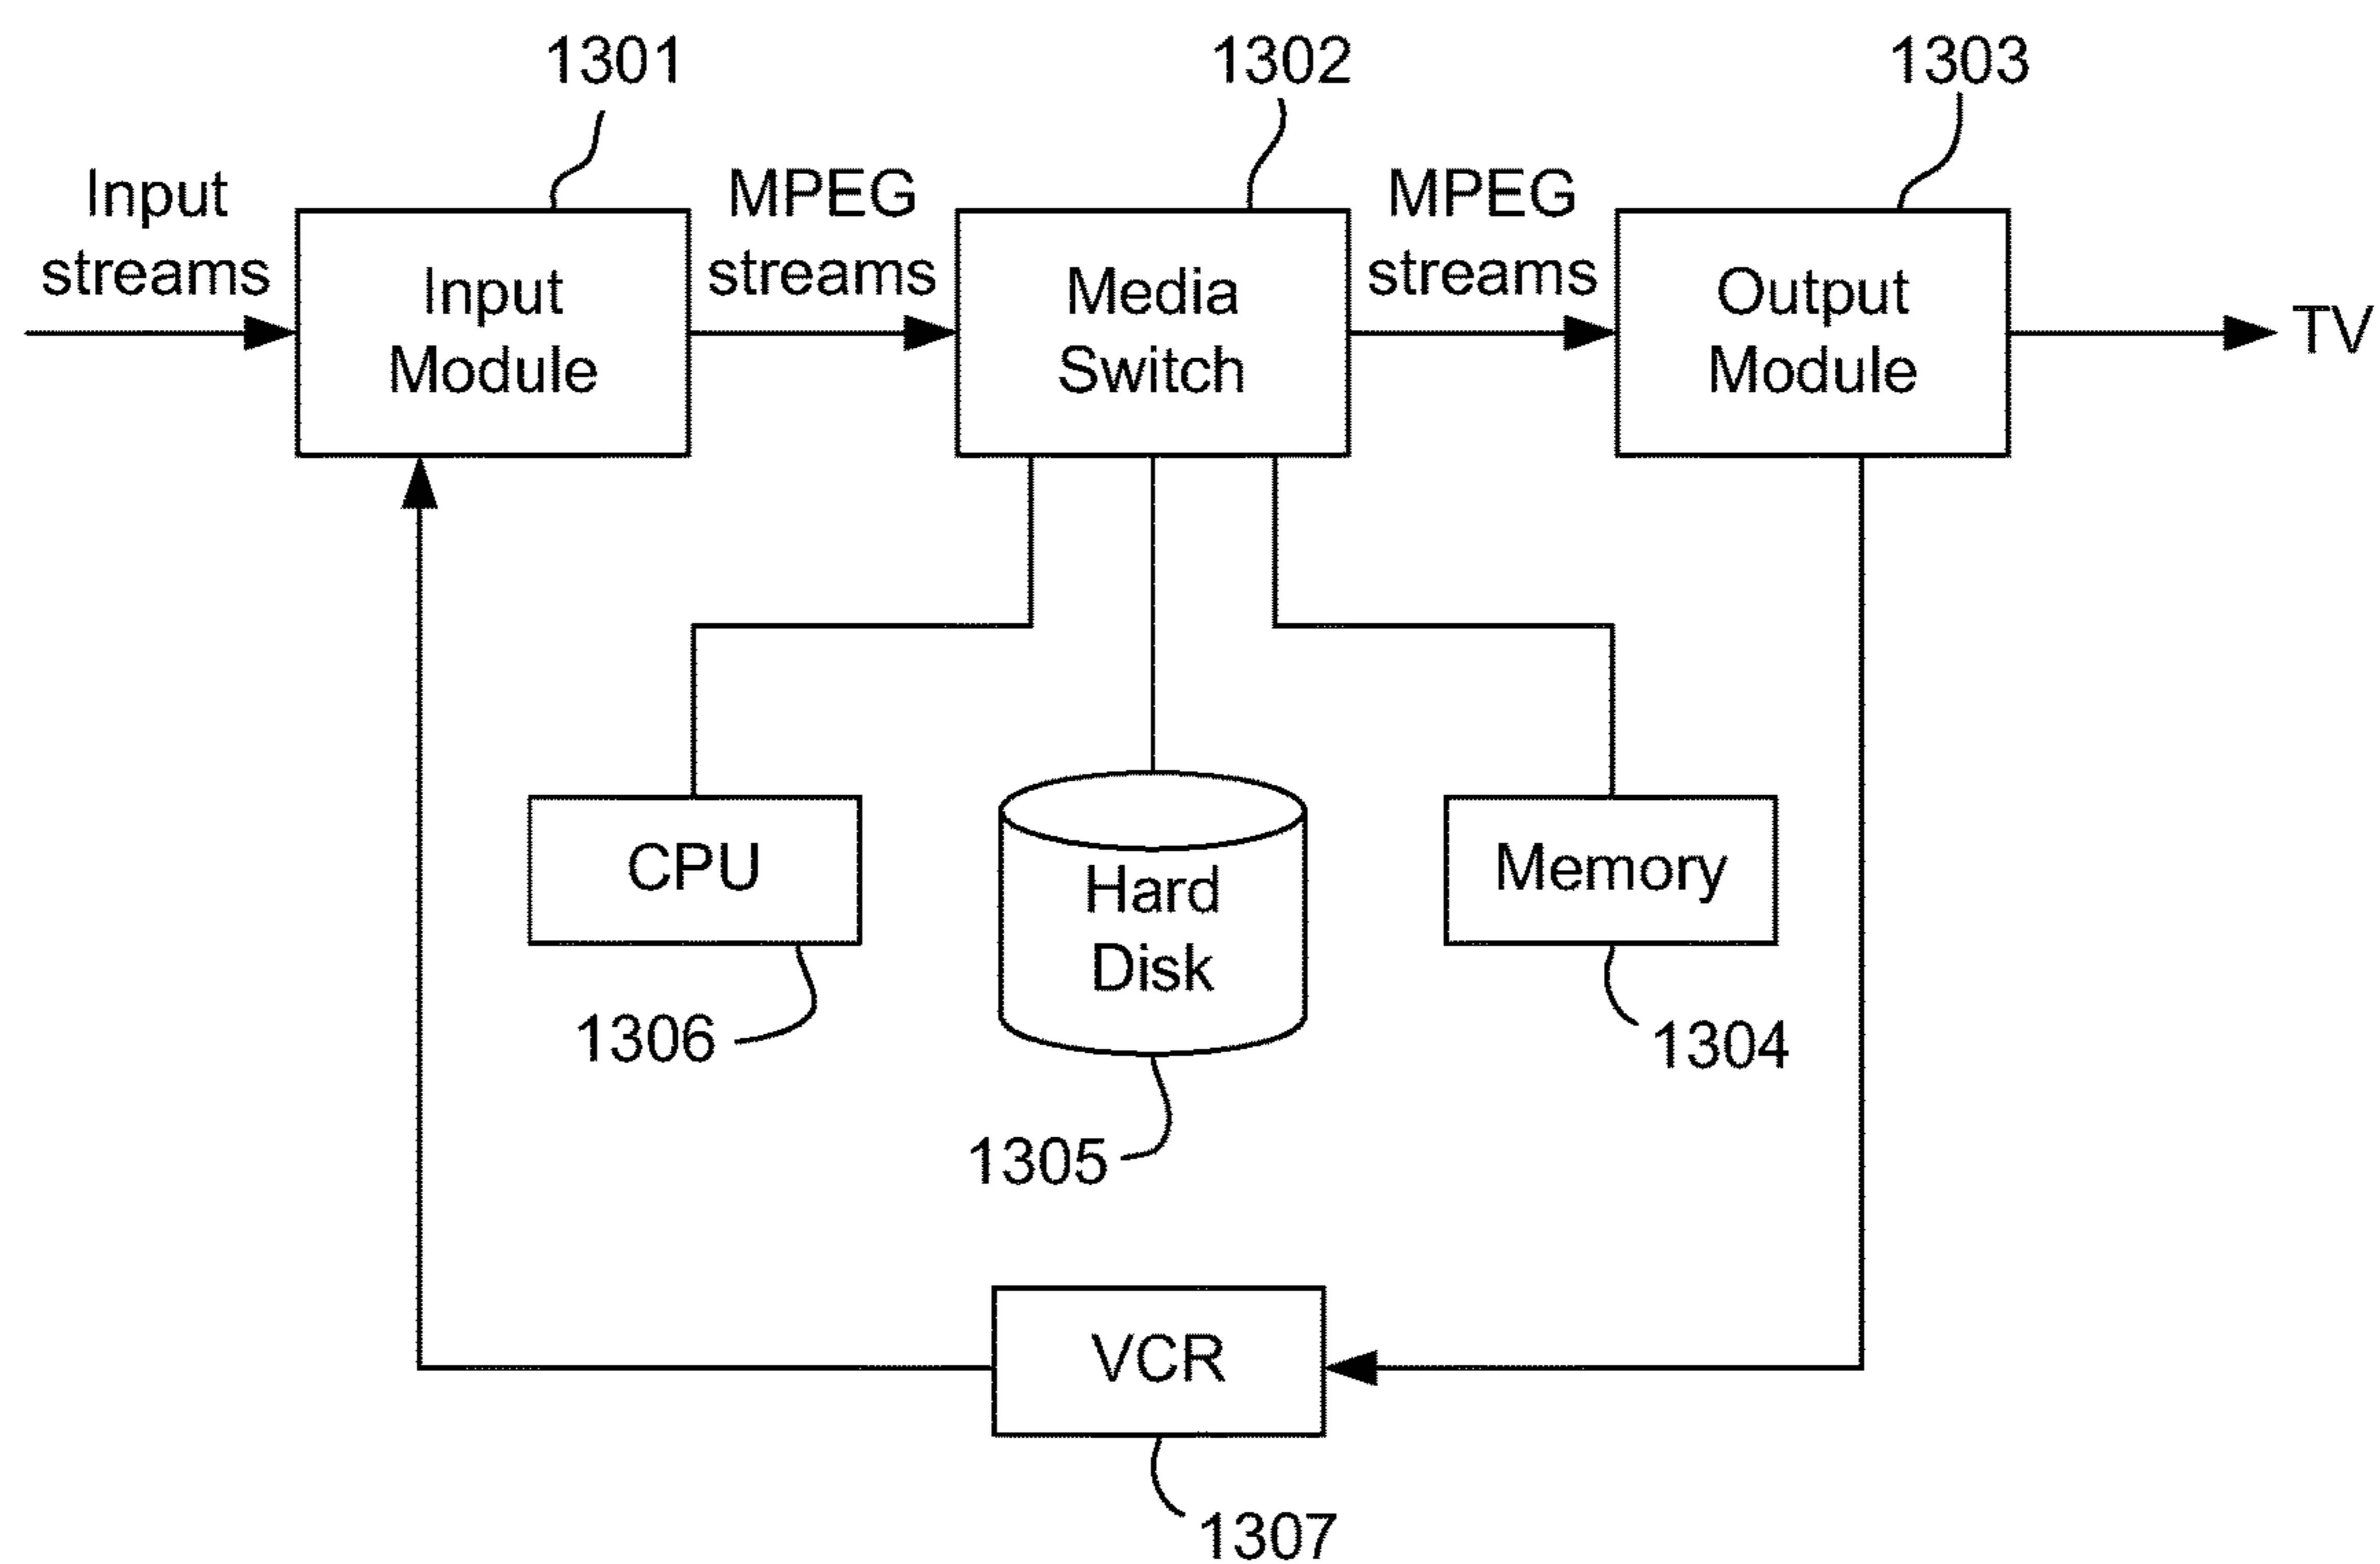 1301
1302
1303
Input
streams
MPEG
streams
MPEG
streams
Input
Module
Media
Switch
Output
Module
TV
CPU
Hard
Disk
Memory
1306
1304
1305
VCR
1307